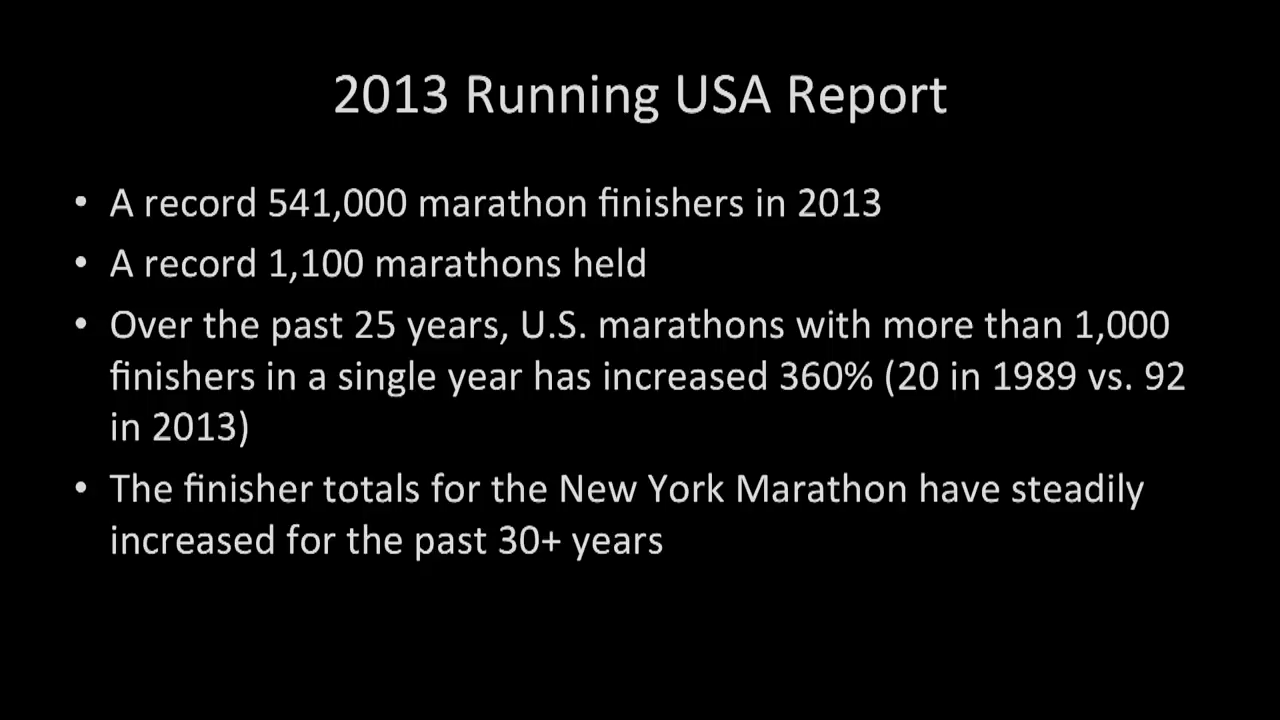 2013 Running USA Report
• A record 541,000 marathon finishers in 2013
• A record 1,100 marathons held
• Over the past 25 years, U.S. marathons with more than 1,000
finishers in a single year has increased 360% (20 in 1989 vs. 92
in 2013)
• The finisher totals for the New York Marathon have steadily
increased for the past 30+ years